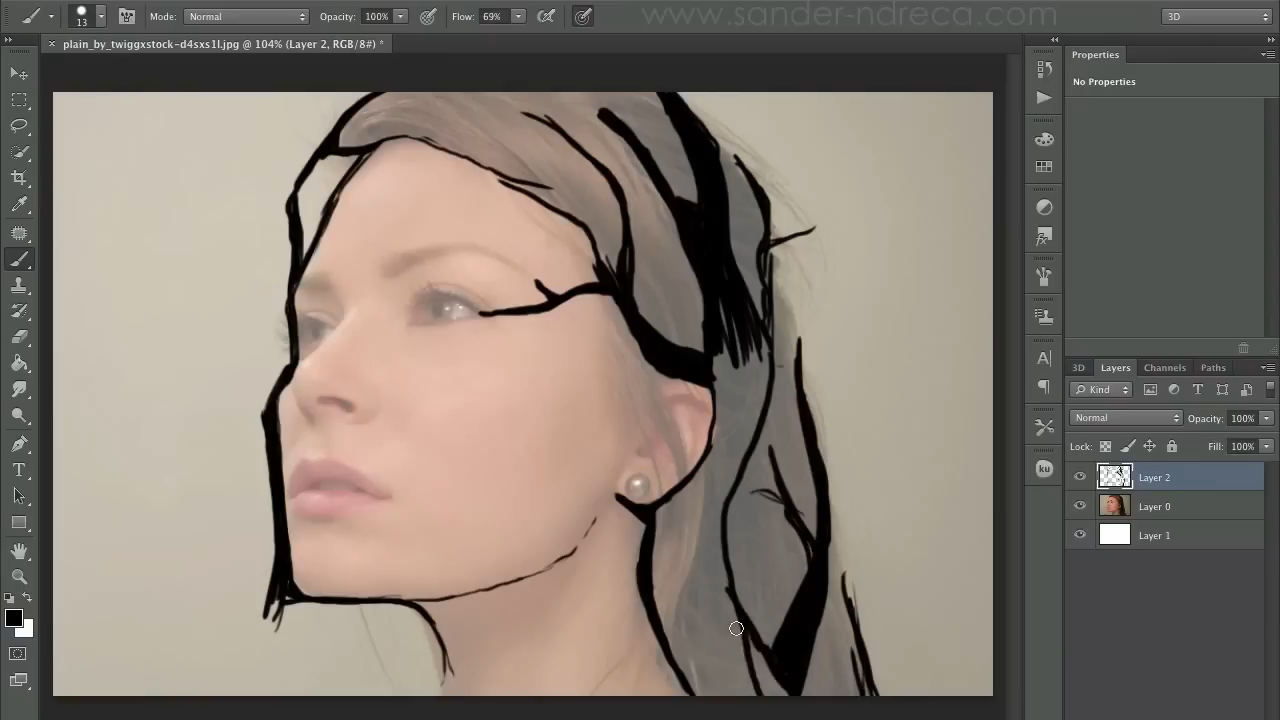 13
Mode: Normal
Opacity: 100%
Flow: 69%
www.sander-ndreca.com
3D
× plain_by_twiggxstock-d4sxs1l.jpg @ 104% (Layer 2, RGB/8#) *
Properties
No Properties
3D Layers Channels Paths
Kind
Normal
Opacity: 100%
Lock:
Fill: 100%
Layer 2
Layer 0
Layer 1
ku